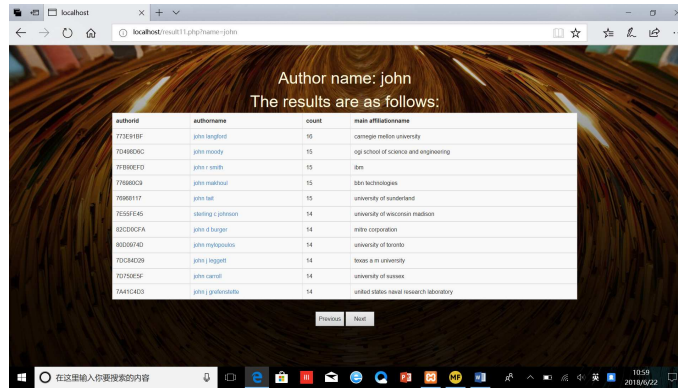 localhost
localhost/result11.php?name=john
Author name: john
The results are as follows:
authorid authorname count main affiliationname
773E91BF john langford 16 carnegie mellon university
7D498D6C john moody 15 ogi school of science and engineering
7FB90EFD john r smith 15 ibm
776980C9 john makhoul 15 bbn technologies
76968117 john tait 15 university of sunderland
7E55FE45 sterling c johnson 14 university of wisconsin madison
82CD0CFA john d burger 14 mitre corporation
80D0974D john mylopoulos 14 university of toronto
7DC84D29 john j leggett 14 texas a m university
7D750E5F john carroll 14 university of sussex
7A41C4D3 john j grefenstette 14 united states naval research laboratory
Previous Next
在这里输入你要搜索的内容 英 10:59
2018/6/22